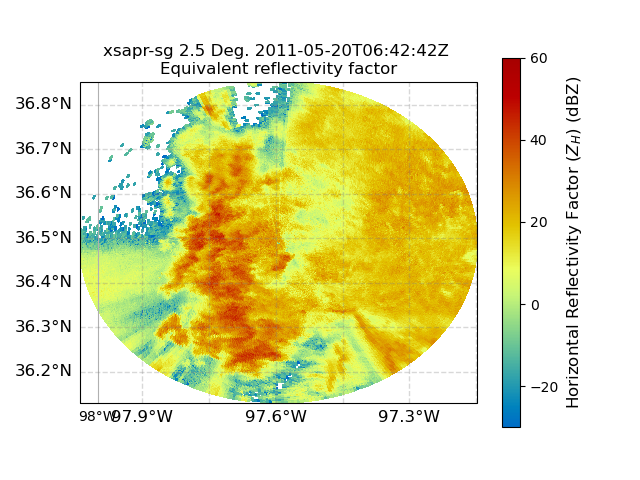 xsapr-sg 2.5 Deg. 2011-05-20T06:42:42Z
Equivalent reflectivity factor
36.8°N
36.7°N
36.6°N
36.5°N
36.4°N
36.3°N
36.2°N
98°W
97.9°W
97.6°W
97.3°W
60
40
20
0
−20
Horizontal Reflectivity Factor (Z_H) (dBZ)